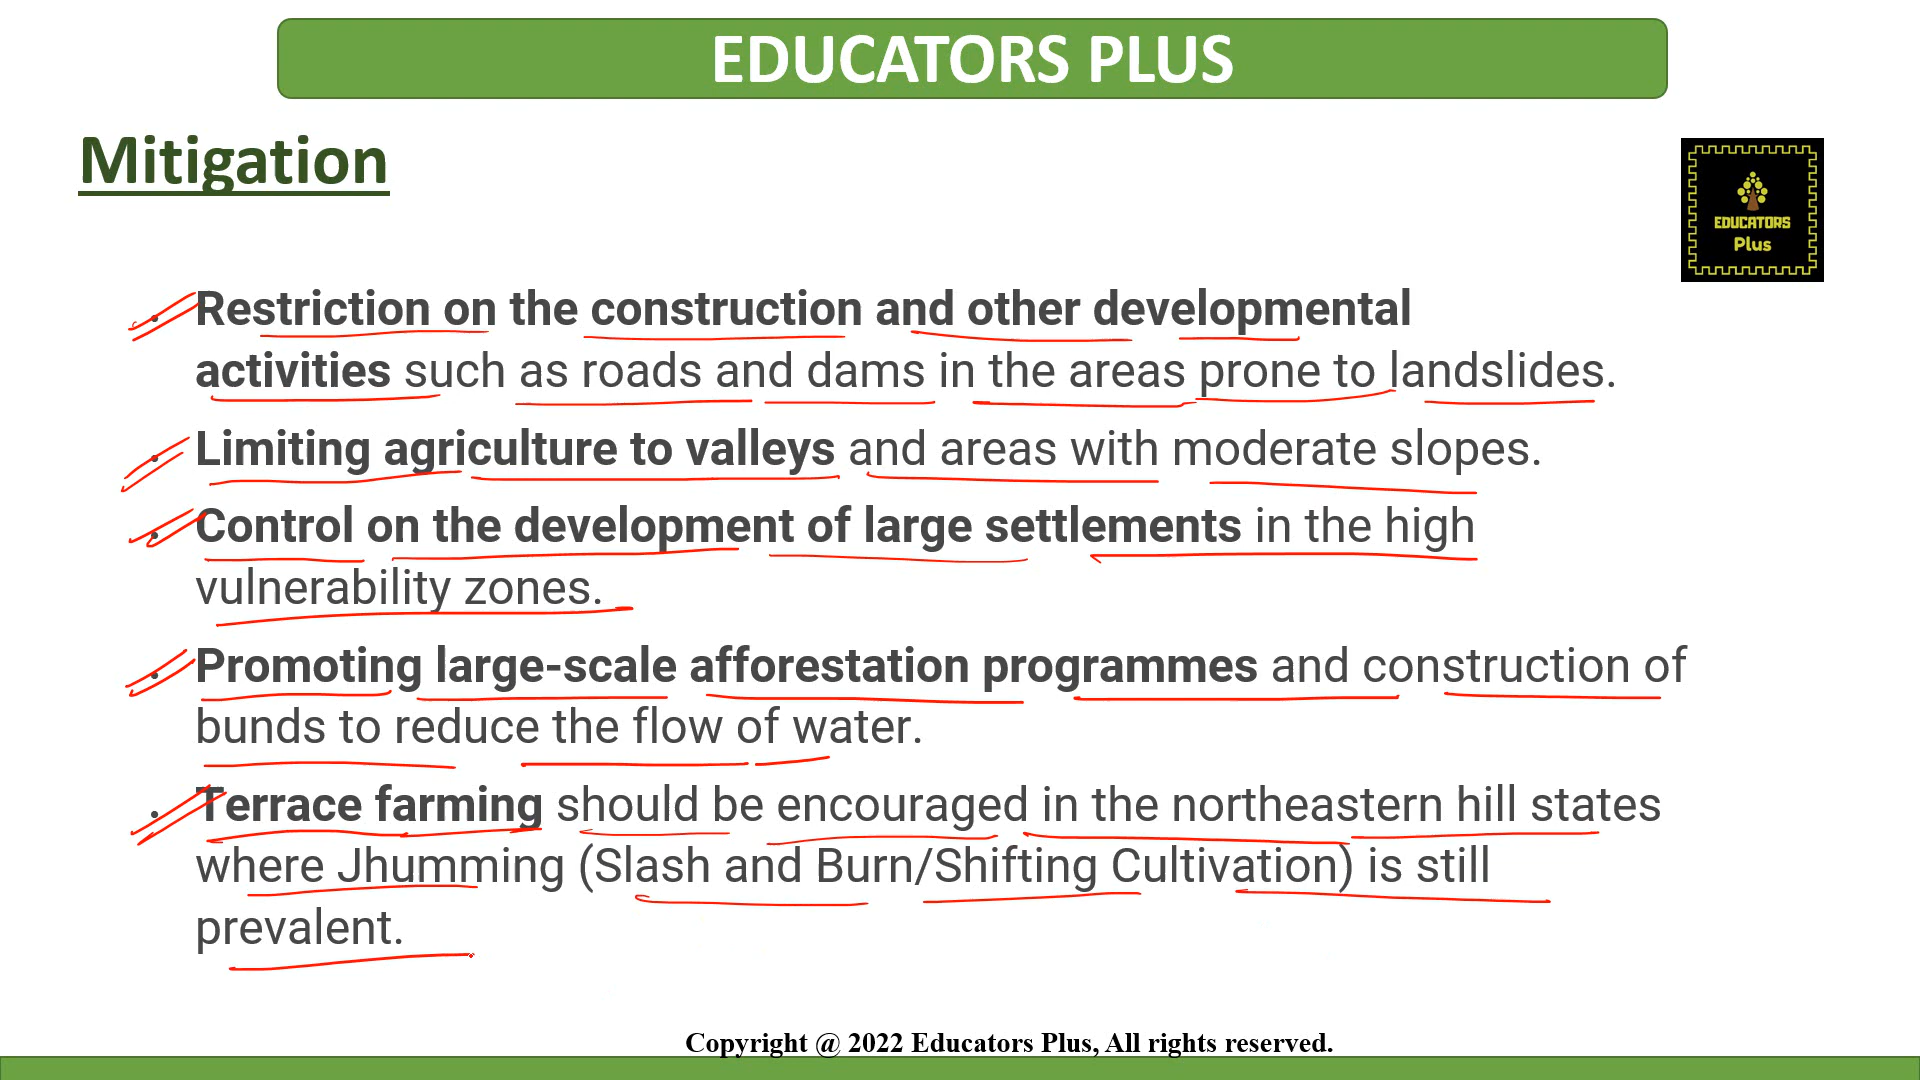 EDUCATORS PLUS
Mitigation
EDUCATORS
Plus
• Restriction on the construction and other developmental
activities such as roads and dams in the areas prone to landslides.
• Limiting agriculture to valleys and areas with moderate slopes.
• Control on the development of large settlements in the high
vulnerability zones.
• Promoting large-scale afforestation programmes and construction of
bunds to reduce the flow of water.
• Terrace farming should be encouraged in the northeastern hill states
where Jhumming (Slash and Burn/Shifting Cultivation) is still
prevalent.
Copyright @ 2022 Educators Plus, All rights reserved.